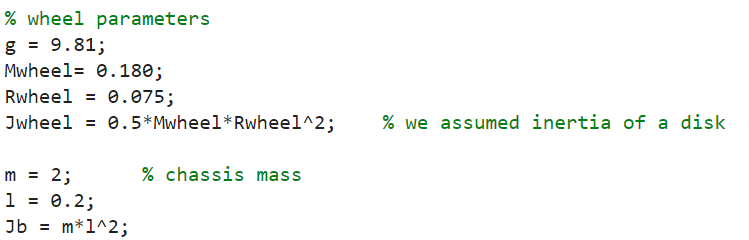 % wheel parameters
g = 9.81;
Mwheel= 0.180;
Rwheel = 0.075;
Jwheel = 0.5*Mwheel*Rwheel^2;    % we assumed inertia of a disk
m = 2;      % chassis mass
l = 0.2;
Jb = m*l^2;